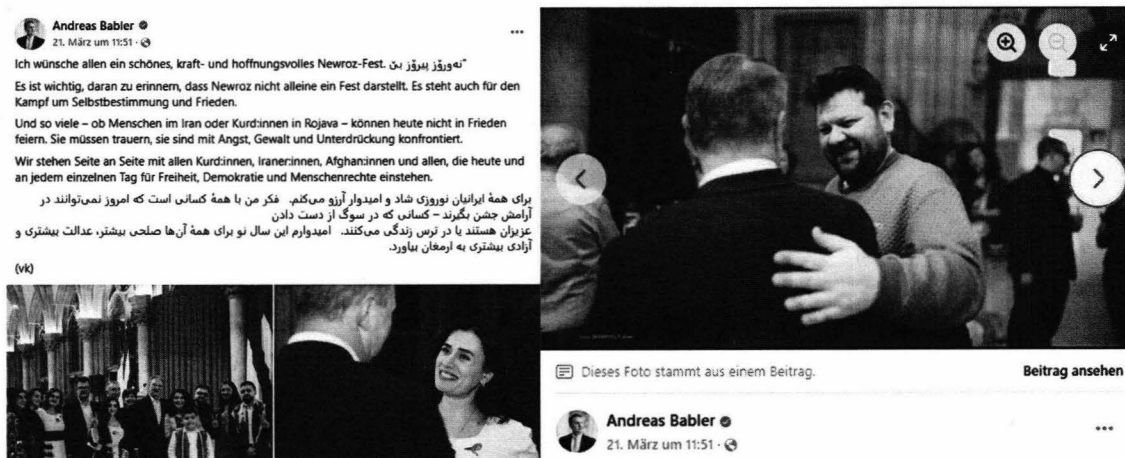 Andreas Babler
21. März um 11:51 ·
Ich wünsche allen ein schönes, kraft- und hoffnungsvolles Newroz-Fest. نەورۆز پیرۆز بێ"
Es ist wichtig, daran zu erinnern, dass Newroz nicht alleine ein Fest darstellt. Es steht auch für den
Kampf um Selbstbestimmung und Frieden.
Und so viele – ob Menschen im Iran oder Kurd:innen in Rojava – können heute nicht in Frieden
feiern. Sie müssen trauern, sie sind mit Angst, Gewalt und Unterdrückung konfrontiert.
Wir stehen Seite an Seite mit allen Kurd:innen, Iraner:innen, Afghan:innen und allen, die heute und
an jedem einzelnen Tag für Freiheit, Demokratie und Menschenrechte einstehen.
برای همهٔ ایرانیان نوروزی شاد و امیدوار آرزو می‌کنم. فکر من با همهٔ کسانی است که امروز نمی‌توانند در
آرامش جشن بگیرند – کسانی که در سوگ از دست دادن
عزیزان هستند یا در ترس زندگی می‌کنند. امیدوارم این سال نو برای همهٔ آن‌ها صلحی بیشتر، عدالت بیشتری و
آزادی بیشتری به ارمغان بیاورد.
(vk)
Dieses Foto stammt aus einem Beitrag.
Beitrag ansehen
Andreas Babler
21. März um 11:51 ·